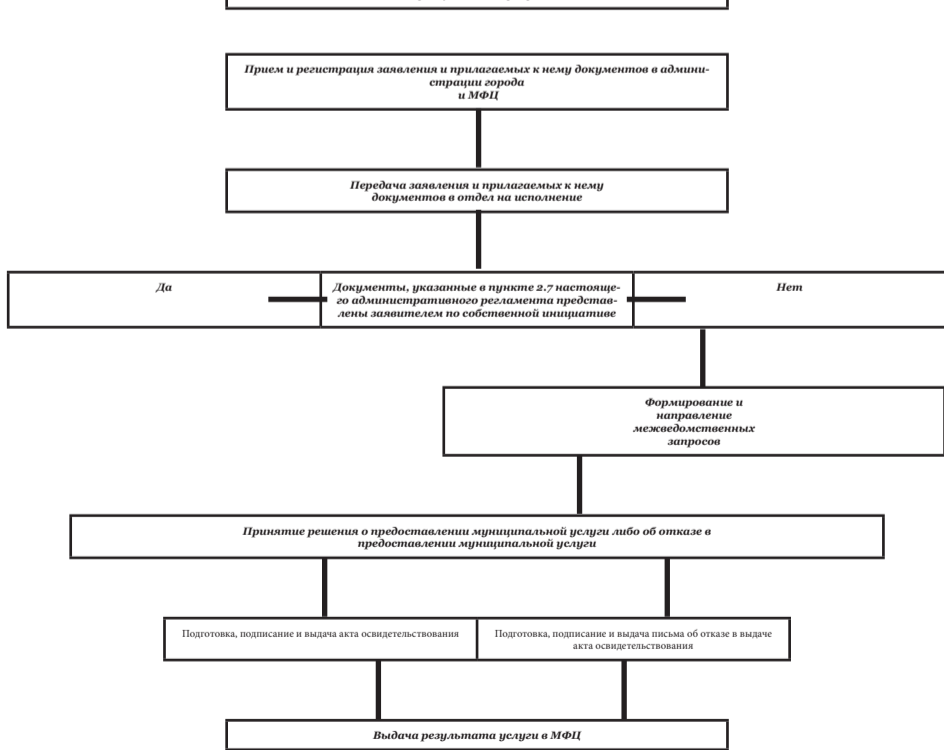 Прием и регистрация заявления и прилагаемых к нему документов в админи-
страции города
и МФЦ
Передача заявления и прилагаемых к нему
документов в отдел на исполнение
Да
Документы, указанные в пункте 2.7 настояще-
го административного регламента представ-
лены заявителем по собственной инициативе
Нет
Формирование и
направление
межведомственных
запросов
Принятие решения о предоставлении муниципальной услуги либо об отказе в
предоставлении муниципальной услуги
Подготовка, подписание и выдача акта освидетельствования
Подготовка, подписание и выдача письма об отказе в выдаче
акта освидетельствования
Выдача результата услуги в МФЦ